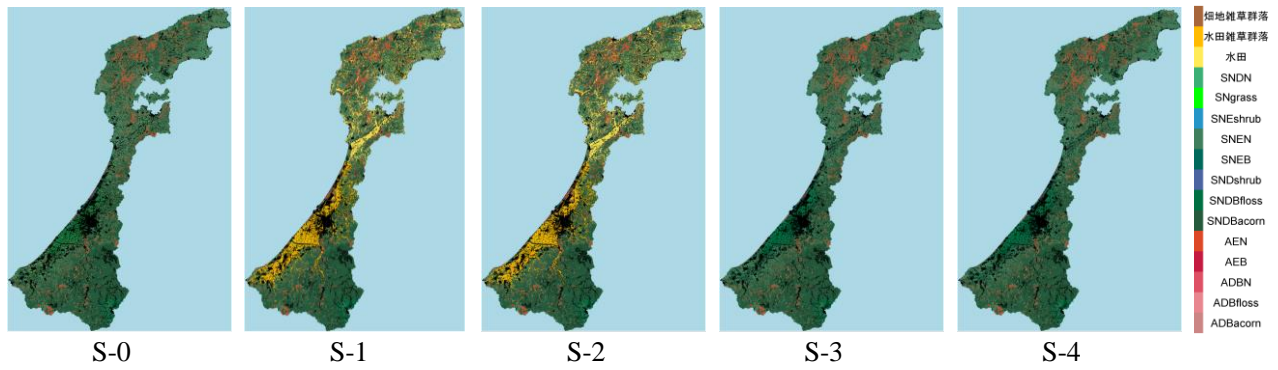 畑地雑草群落
水田雑草群落
水田
SNDN
SNgrass
SNEshrub
SNEN
SNEB
SNDshrub
SNDBfloss
SNDBacorn
AEN
AEB
ADBN
ADBfloss
ADBacorn
S-0
S-1
S-2
S-3
S-4